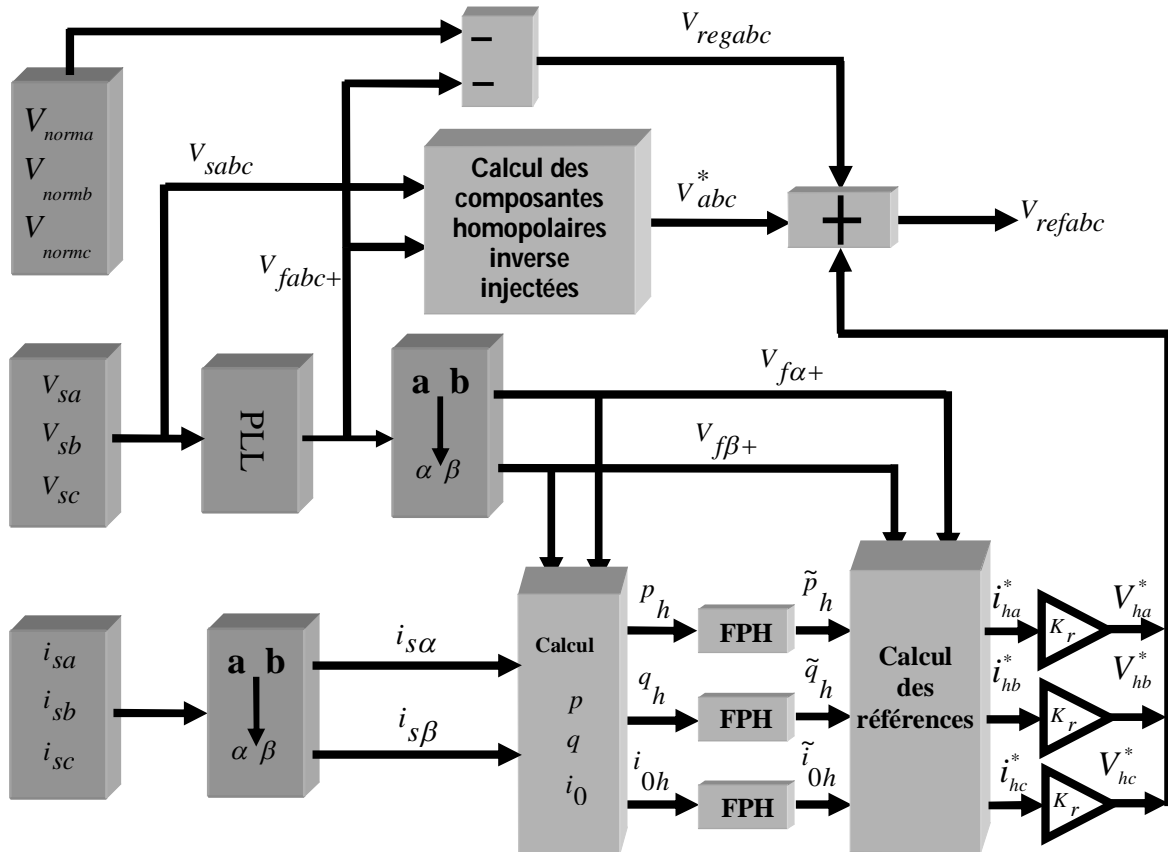 V_norma
V_normb
V_normc
−
−
V_regabc
V_sabc
Calcul des
composantes
homopolaires
inverse
injectées
V*_abc
+
V_refabc
V_fabc+
V_sa
V_sb
V_sc
PLL
a b
α β
V_fα+
V_fβ+
i_sa
i_sb
i_sc
a b
α β
i_sα
i_sβ
Calcul
p
q
i_0
p_h
FPH
p̃_h
q_h
FPH
q̃_h
i_0h
FPH
ĩ_0h
Calcul
des
références
i*_ha
K_r
V*_ha
i*_hb
K_r
V*_hb
i*_hc
K_r
V*_hc